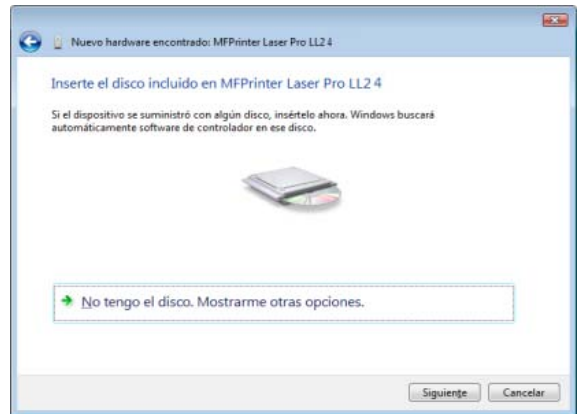 Nuevo hardware encontrado: MFPrinter Laser Pro LL2 4
Inserte el disco incluido en MFPrinter Laser Pro LL2 4
Si el dispositivo se suministró con algún disco, insértelo ahora. Windows buscará
automáticamente software de controlador en ese disco.
No tengo el disco. Mostrarme otras opciones.
Siguiente Cancelar